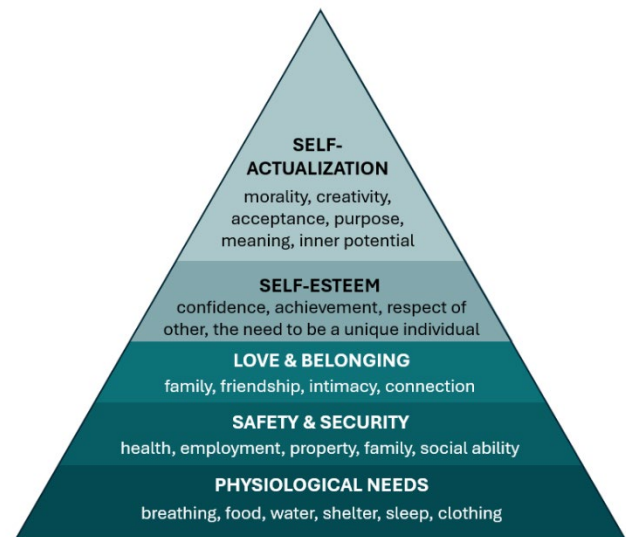 SELF-
ACTUALIZATION
morality, creativity,
acceptance, purpose,
meaning, inner potential
SELF-ESTEEM
confidence, achievement, respect of
other, the need to be a unique individual
LOVE & BELONGING
family, friendship, intimacy, connection
SAFETY & SECURITY
health, employment, property, family, social ability
PHYSIOLOGICAL NEEDS
breathing, food, water, shelter, sleep, clothing